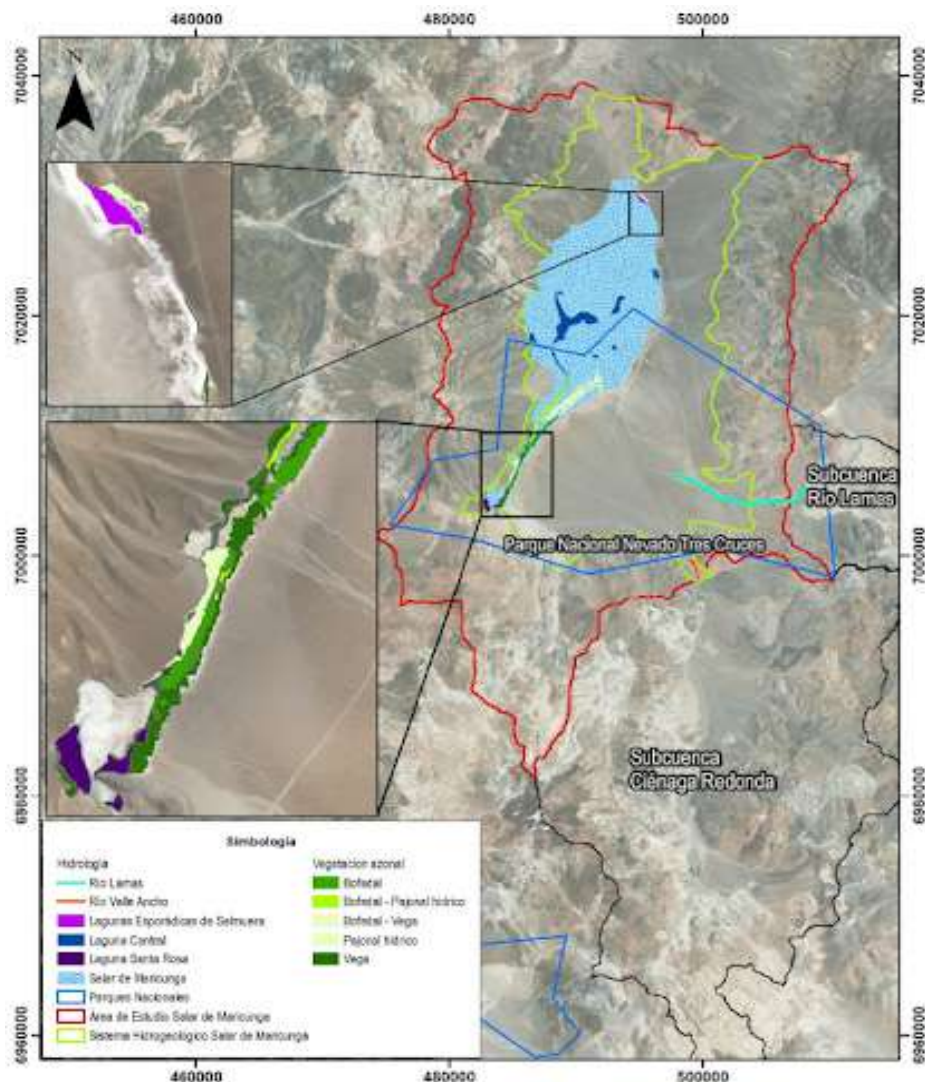 460000 480000 500000
7040000 7040000
7020000 7020000
Subcuenca
Río Lamas
Parque Nacional Nevado Tres Cruces
7000000 7000000
Subcuenca
Ciénaga Redonda
6980000 6980000
Simbología
Hidrología
Río Lamas
Río Valle Ancho
Lagunas Esporádicas de Salmuera
Laguna Central
Laguna Santa Rosa
Salar de Maricunga
Parques Nacionales
Área de Estudio Salar de Maricunga
Sistema Hidrogeológico Salar de Maricunga
Vegetación azonal
Bofedal
Bofedal - Pajonal hídrico
Bofedal - Vega
Pajonal hídrico
Vega
6960000 6960000
460000 480000 500000